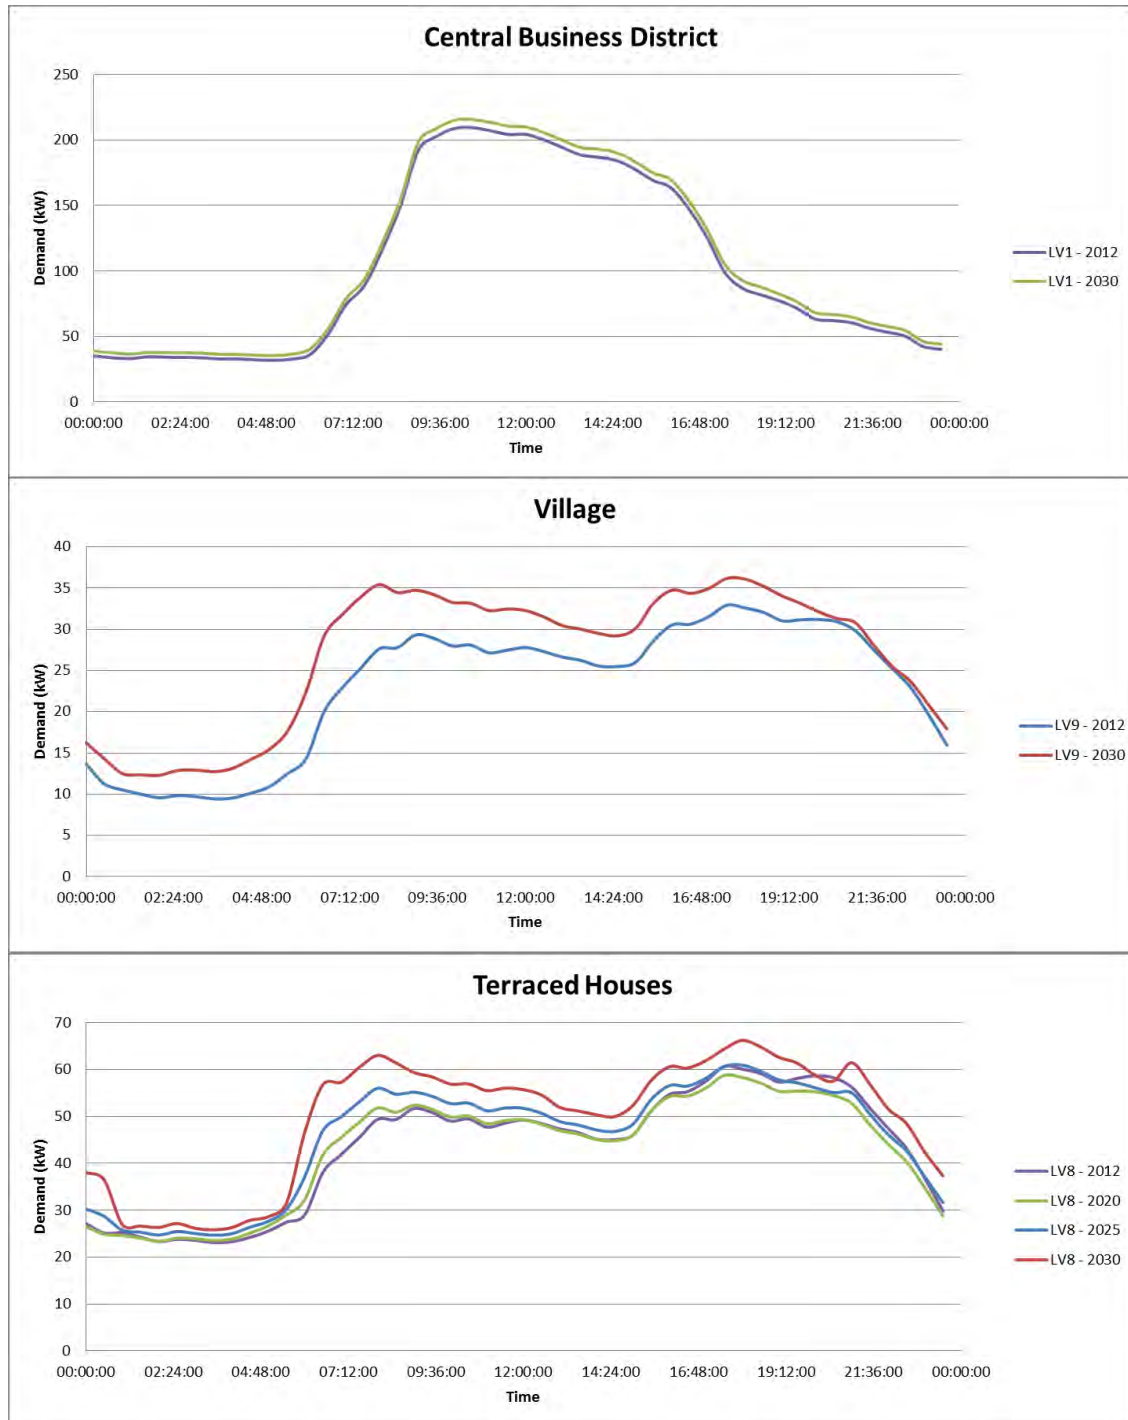 Central Business District
250
200
150
100
50
0
Demand (kW)
00:00:00 02:24:00 04:48:00 07:12:00 09:36:00 12:00:00 14:24:00 16:48:00 19:12:00 21:36:00 00:00:00
Time
LV1 - 2012
LV1 - 2030
Village
40
35
30
25
20
15
10
5
0
Demand (kW)
00:00:00 02:24:00 04:48:00 07:12:00 09:36:00 12:00:00 14:24:00 16:48:00 19:12:00 21:36:00 00:00:00
Time
LV9 - 2012
LV9 - 2030
Terraced Houses
70
60
50
40
30
20
10
0
Demand (kW)
00:00:00 02:24:00 04:48:00 07:12:00 09:36:00 12:00:00 14:24:00 16:48:00 19:12:00 21:36:00 00:00:00
Time
LV8 - 2012
LV8 - 2020
LV8 - 2025
LV8 - 2030